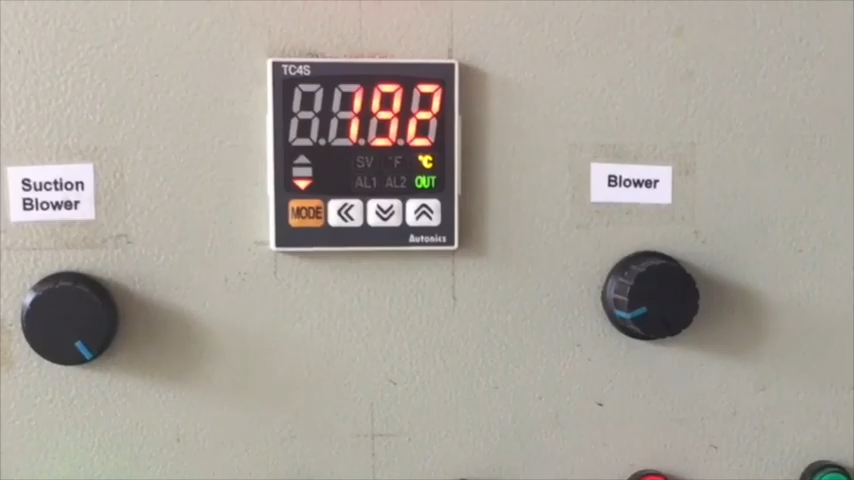 TC4S
192
SV °F °C
AL1 AL2 OUT
MODE
Autonics
Suction
Blower
Blower